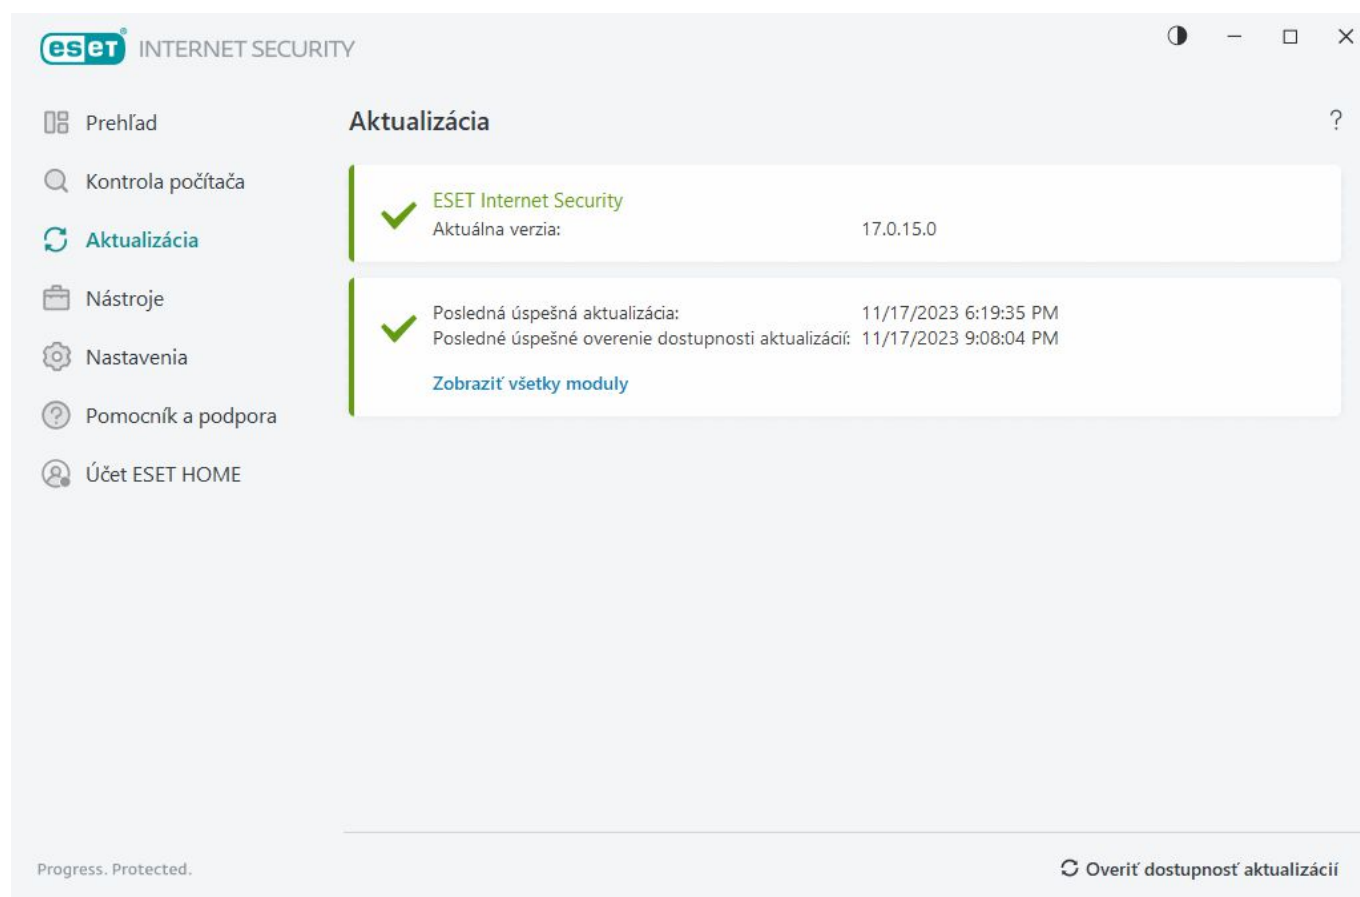 eset® INTERNET SECURITY
Prehľad
Kontrola počítača
Aktualizácia
Nástroje
Nastavenia
Pomocník a podpora
Účet ESET HOME
Aktualizácia
?
ESET Internet Security
Aktuálna verzia: 17.0.15.0
Posledná úspešná aktualizácia: 11/17/2023 6:19:35 PM
Posledné úspešné overenie dostupnosti aktualizácií: 11/17/2023 9:08:04 PM
Zobraziť všetky moduly
Progress. Protected.
Overiť dostupnosť aktualizácií